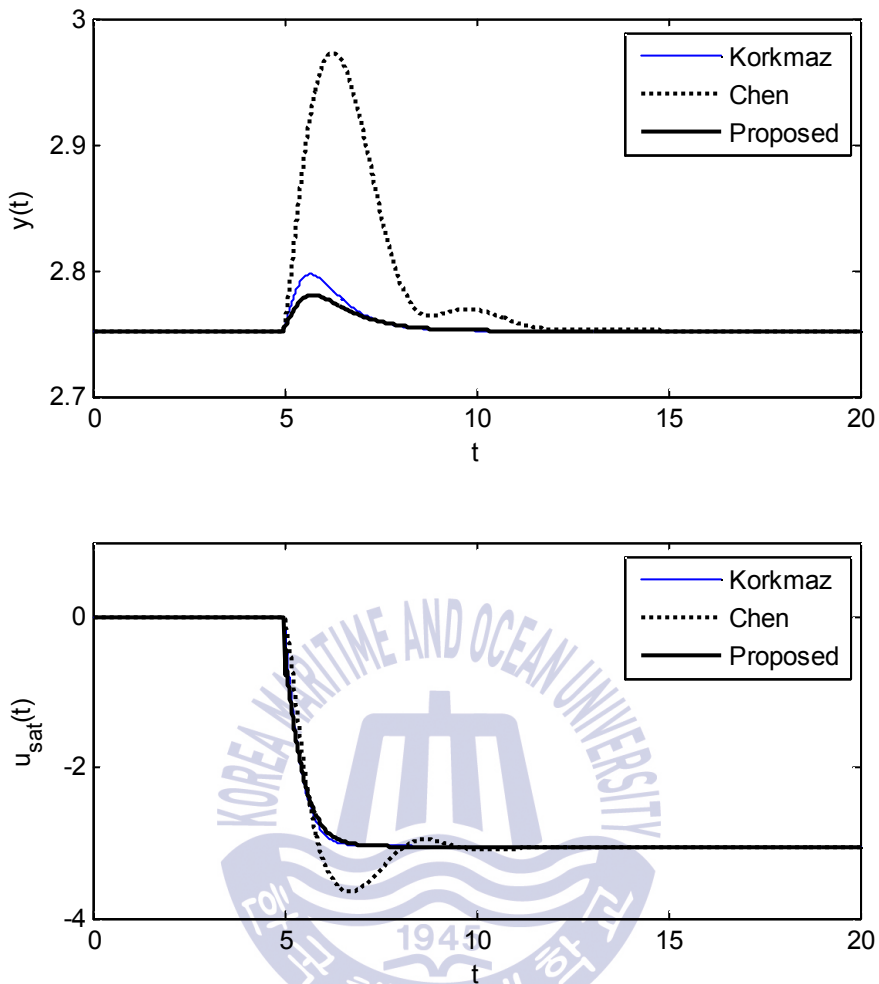 3
2.9
2.8
2.7
y(t)
0
5
10
15
20
t
Korkmaz
Chen
Proposed
0
-2
-4
u_sat(t)
0
5
10
15
20
t
Korkmaz
Chen
Proposed
KOREA MARITIME AND OCEAN UNIVERSITY
1945